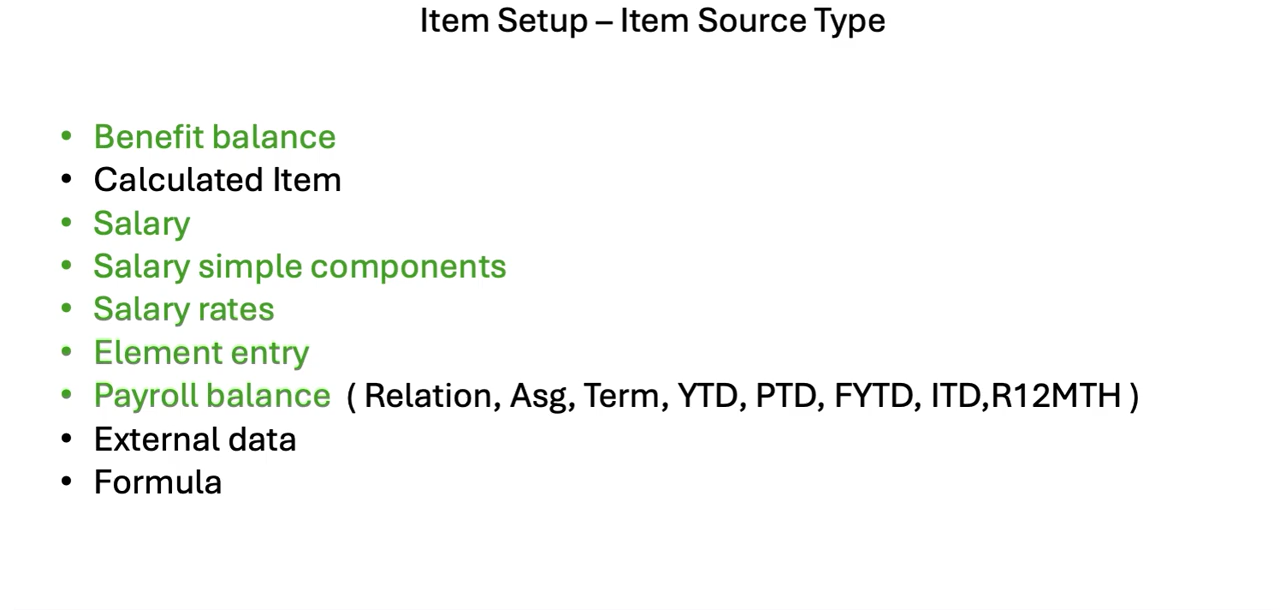 Item Setup – Item Source Type
• Benefit balance
• Calculated Item
• Salary
• Salary simple components
• Salary rates
• Element entry
• Payroll balance ( Relation, Asg, Term, YTD, PTD, FYTD, ITD,R12MTH )
• External data
• Formula